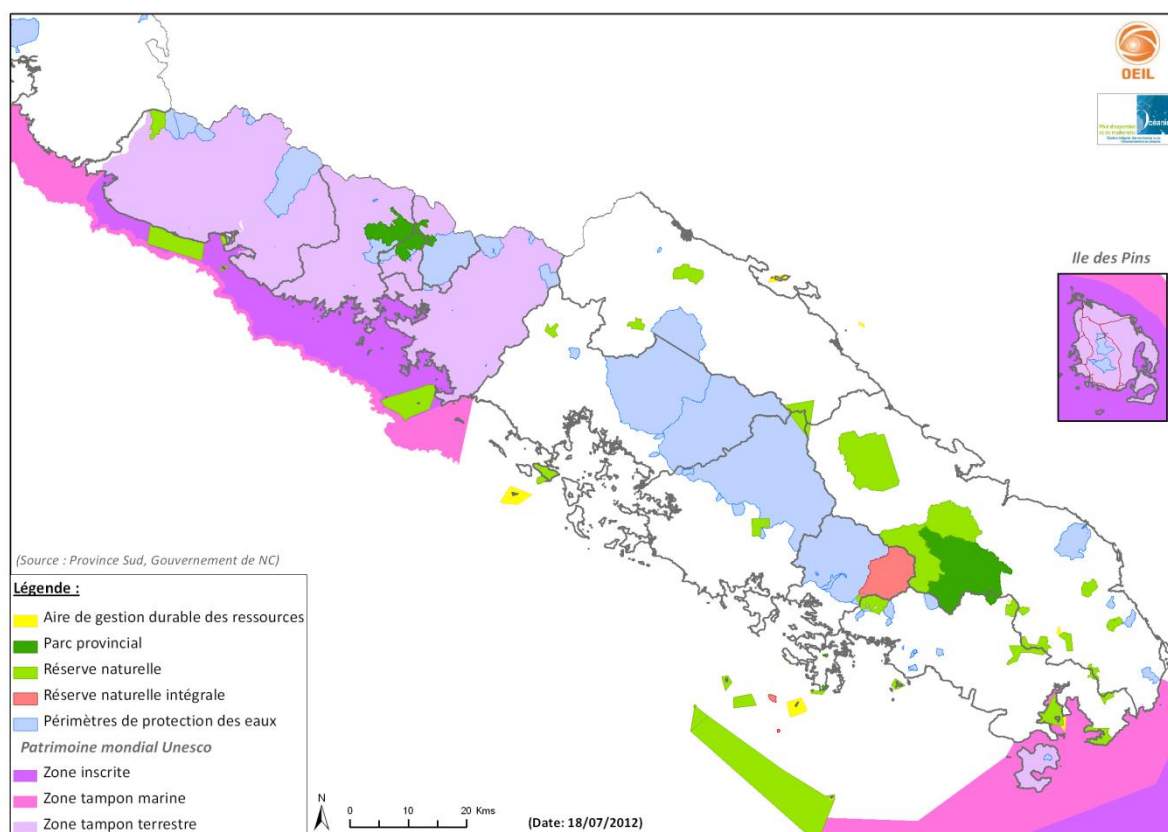 OEIL
Océanie
Ile des Pins
(Source : Province Sud, Gouvernement de NC)
Légende :
Aire de gestion durable des ressources
Parc provincial
Réserve naturelle
Réserve naturelle intégrale
Périmètres de protection des eaux
Patrimoine mondial Unesco
Zone inscrite
Zone tampon marine
Zone tampon terrestre
N
0 10 20 Kms
(Date: 18/07/2012)